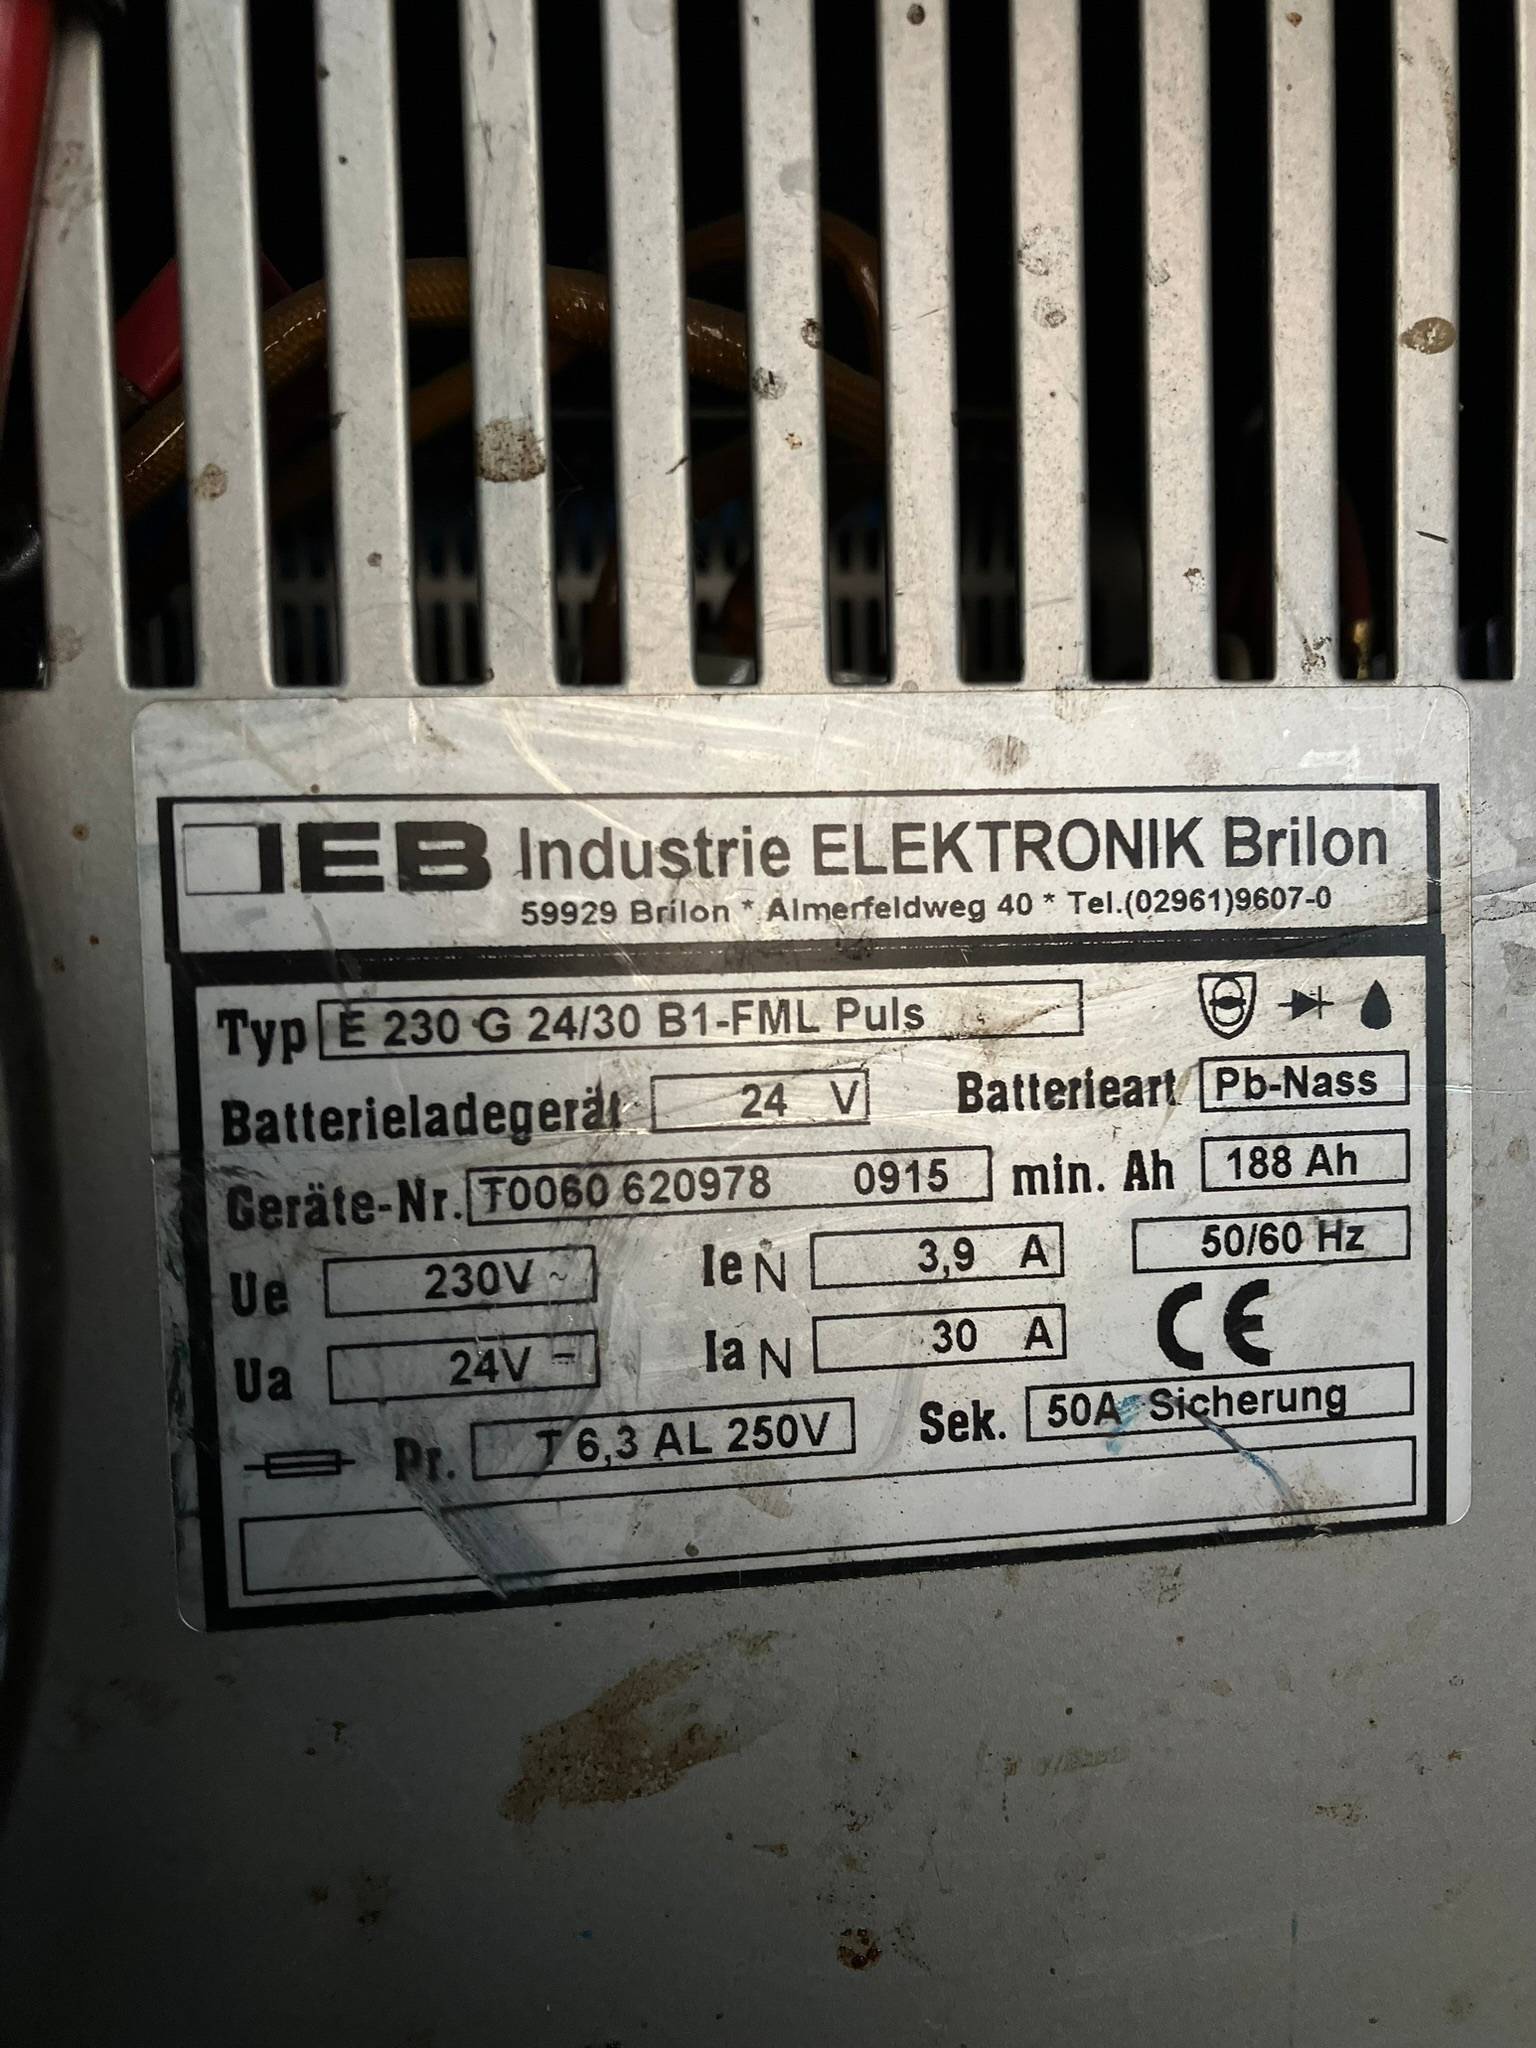 IEB Industrie ELEKTRONIK Brilon
59929 Brilon * Almerfeldweg 40 * Tel.(02961)9607-0
Typ E 230 G 24/30 B1-FML Puls
Batterieladegerät 24 V Batterieart Pb-Nass
Geräte-Nr. T0060 620978 0915 min. Ah 188 Ah
Ue 230V ~ Ie N 3,9 A 50/60 Hz
Ua 24V = Ia N 30 A CE
Pr. T 6,3 AL 250V Sek. 50A Sicherung